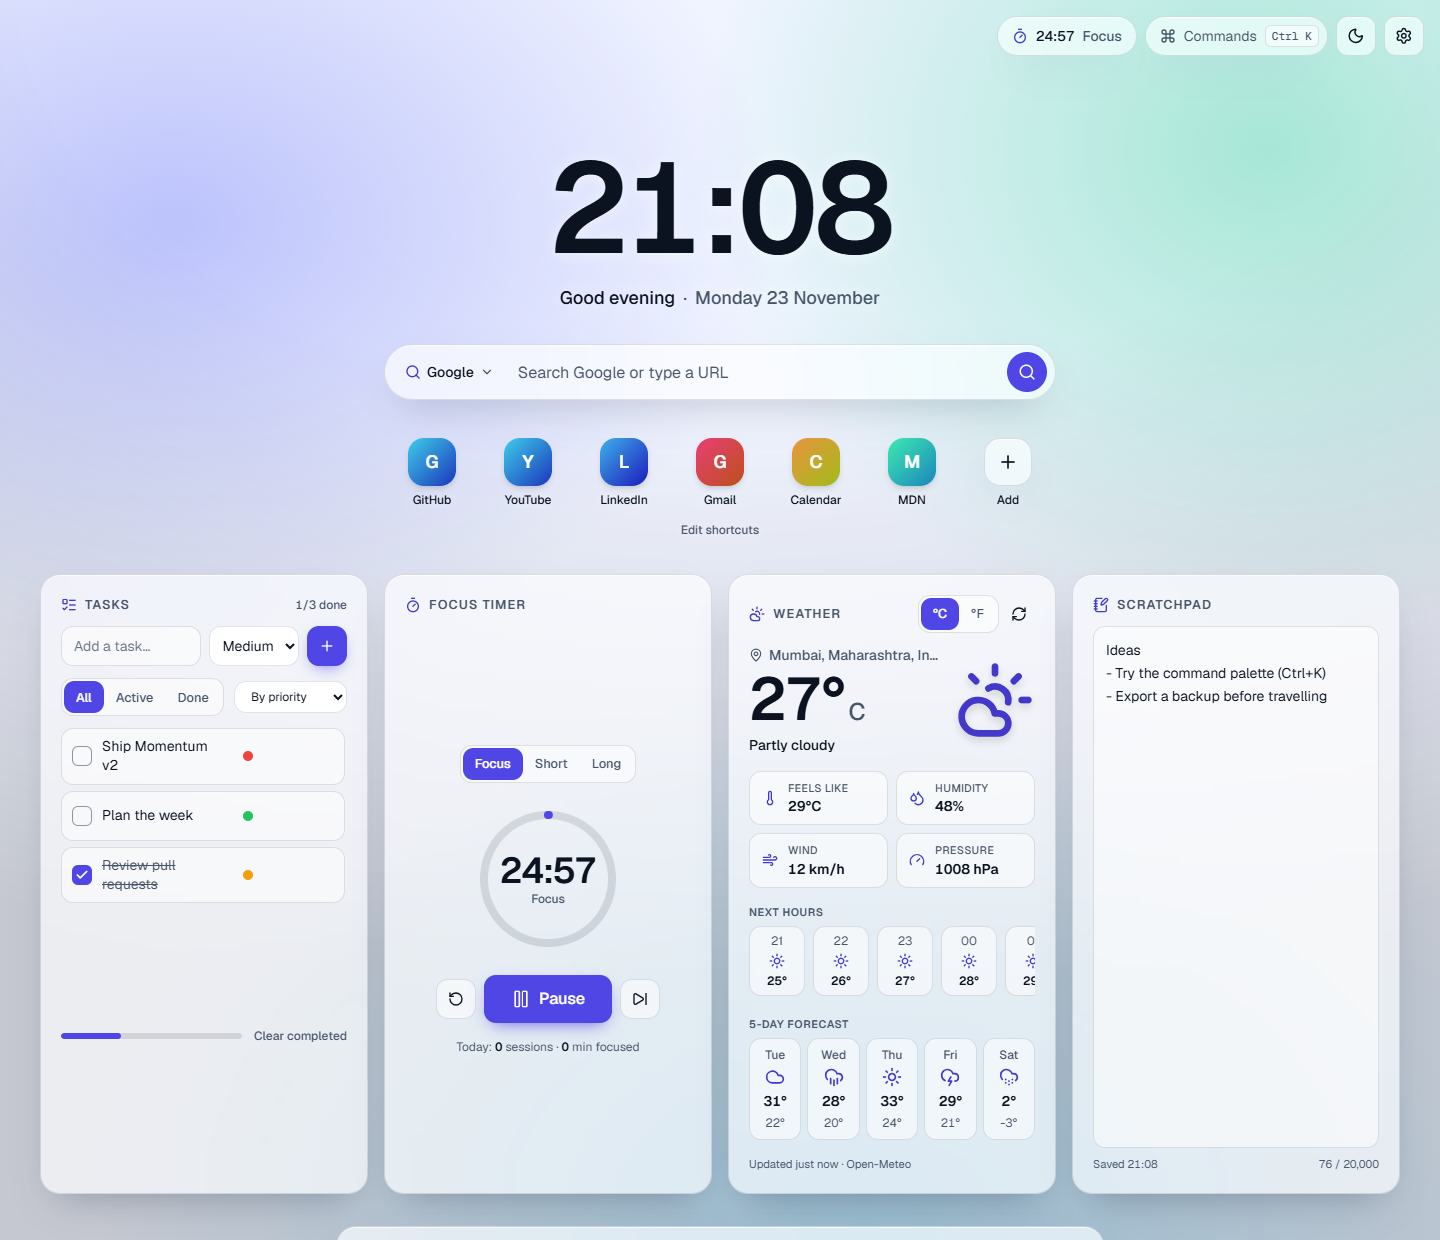 24:57 Focus
Commands Ctrl K
21:08
Good evening · Monday 23 November
Google
Search Google or type a URL
G
Y
L
G
C
M
GitHub
YouTube
LinkedIn
Gmail
Calendar
MDN
Add
Edit shortcuts
TASKS
1/3 done
Add a task...
Medium
All
Active
Done
By priority
Ship Momentum
v2
Plan the week
Review pull
requests
Clear completed
FOCUS TIMER
Focus
Short
Long
24:57
Focus
Pause
Today: 0 sessions · 0 min focused
WEATHER
°C
°F
Mumbai, Maharashtra, In...
27° C
Partly cloudy
FEELS LIKE
29°C
HUMIDITY
48%
WIND
12 km/h
PRESSURE
1008 hPa
NEXT HOURS
21
22
23
00
25°
26°
27°
28°
5-DAY FORECAST
Tue
Wed
Thu
Fri
Sat
31°
28°
33°
29°
2°
22°
20°
24°
21°
-3°
Updated just now · Open-Meteo
SCRATCHPAD
Ideas
- Try the command palette (Ctrl+K)
- Export a backup before travelling
Saved 21:08
76 / 20,000